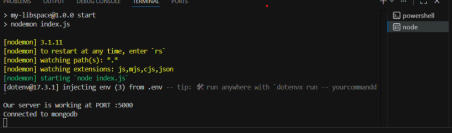 DEBUG CONSOLE TERMINAL PORTS
> my-libspace@1.0.0 start
> nodemon index.js
[nodemon] 3.1.11
[nodemon] to restart at any time, enter `rs`
[nodemon] watching path(s): *.*
[nodemon] watching extensions: js,mjs,cjs,json
[nodemon] starting `node index.js`
[dotenv@17.3.1] injecting env (3) from .env -- tip: 🛠 run anywhere with `dotenvx run -- yourcommand`
Our server is working at PORT :5000
Connected to mongodb
powershell
node